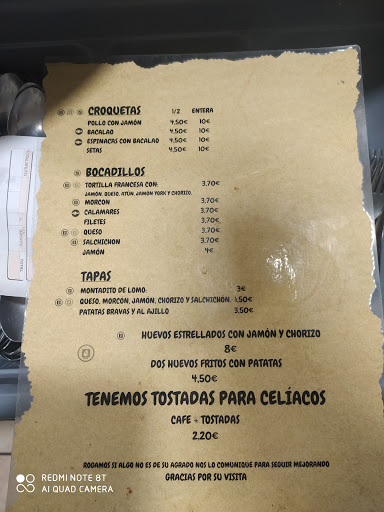 CROQUETAS 1/2 ENTERA
POLLO CON JAMÓN 4,50€ 10€
BACALAO 4,50€ 10€
ESPINACAS CON BACALAO 4,50€ 10€
SETAS 4,50€ 10€
BOCADILLOS
TORTILLA FRANCESA CON: 3,70€
JAMÓN, QUESO, ATÚN, JAMÓN YORK Y CHORIZO.
MORCON 3,70€
CALAMARES 3,70€
FILETES 3,70€
QUESO 3,70€
SALCHICHON 3,70€
JAMÓN 4€
TAPAS
MONTADITO DE LOMO: 3€
QUESO, MORCON, JAMÓN, CHORIZO Y SALCHICHON. 3,50€
PATATAS BRAVAS Y AL AJILLO 3,50€
HUEVOS ESTRELLADOS CON JAMÓN Y CHORIZO
8€
DOS HUEVOS FRITOS CON PATATAS
4,50€
TENEMOS TOSTADAS PARA CELÍACOS
CAFE + TOSTADAS
2,20€
ROGAMOS SI ALGO NO ES DE SU AGRADO NOS LO COMUNIQUE PARA SEGUIR MEJORANDO
GRACIAS POR SU VISITA
REDMI NOTE 8T
AI QUAD CAMERA